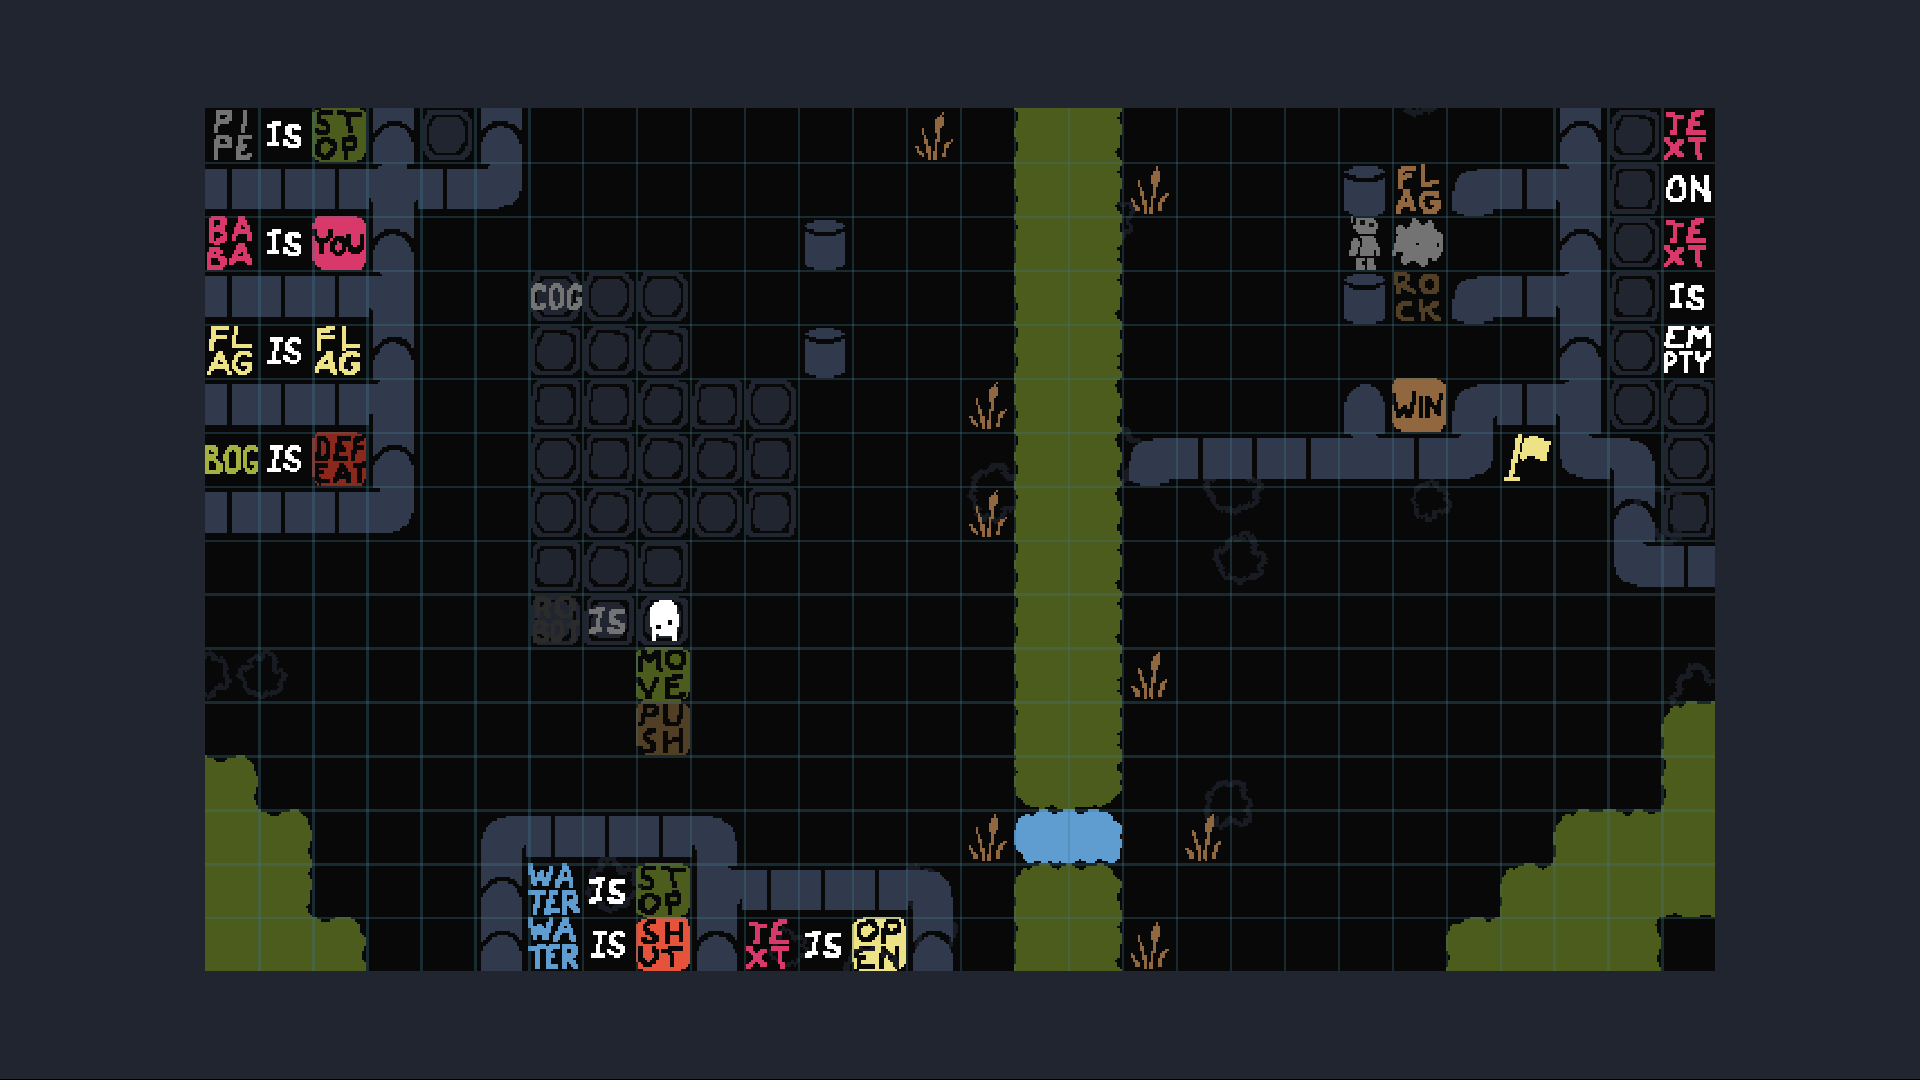 PIPE IS STOP
TEXT
FLAG
ON
BABA IS YOU
TEXT
COG
ROCK
IS
FLAG IS FLAG
EMPTY
WIN
BOG IS DEFEAT
ROBOT IS
MOVE
PUSH
WATER IS STOP
WATER IS SHUT
TEXT IS OPEN